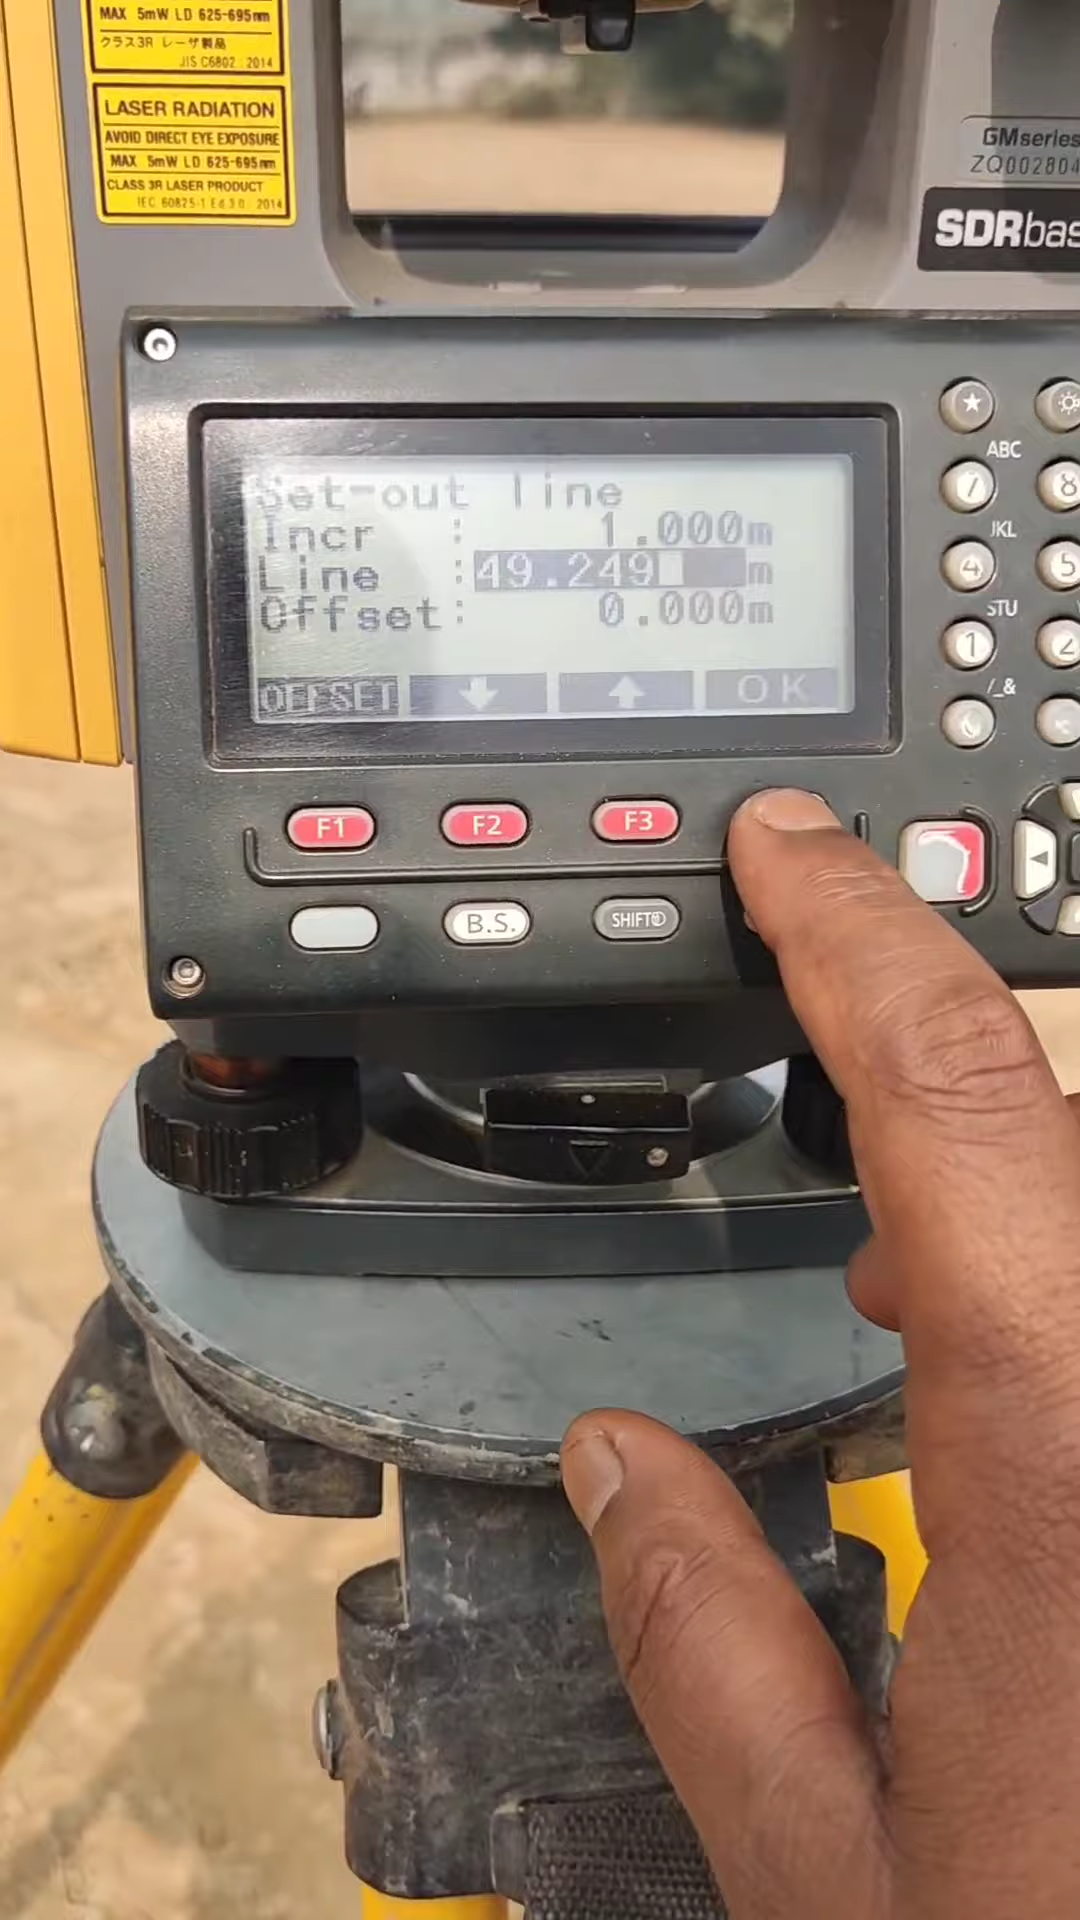 MAX 5mW LD 625-695nm
クラス3R レーザ製品
JIS C6802 : 2014
LASER RADIATION
AVOID DIRECT EYE EXPOSURE
MAX 5mW LD 625-695nm
CLASS 3R LASER PRODUCT
IEC 60825-1 Ed.3.0 : 2014
GMseries
ZQ002804
SDRbas
Set-out line
Incr : 1.000m
Line : 49.249 m
Offset: 0.000m
OFFSET OK
ABC
7 8
JKL
4 5
STU
1 2
/_&
F1 F2 F3
B.S. SHIFT